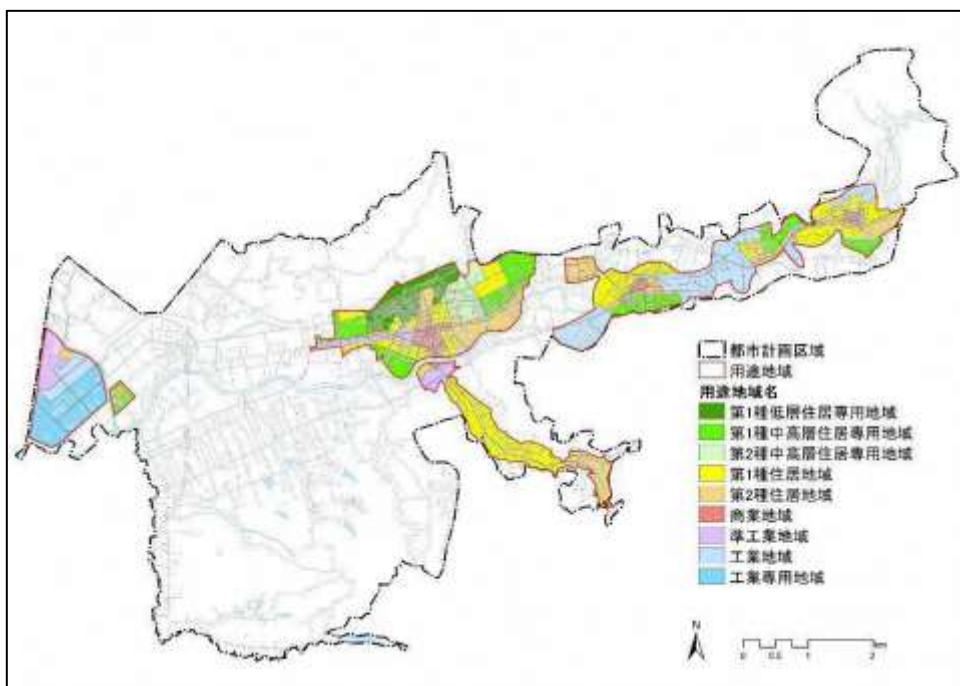 都市計画区域
用途地域
用途地域名
第1種低層住居専用地域
第1種中高層住居専用地域
第2種中高層住居専用地域
第1種住居地域
第2種住居地域
商業地域
準工業地域
工業地域
工業専用地域
N
0 0.5 1 2 km